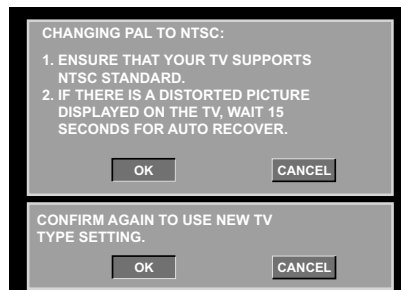 CHANGING PAL TO NTSC:
1. ENSURE THAT YOUR TV SUPPORTS
NTSC STANDARD.
2. IF THERE IS A DISTORTED PICTURE
DISPLAYED ON THE TV, WAIT 15
SECONDS FOR AUTO RECOVER.
OK CANCEL
CONFIRM AGAIN TO USE NEW TV
TYPE SETTING.
OK CANCEL